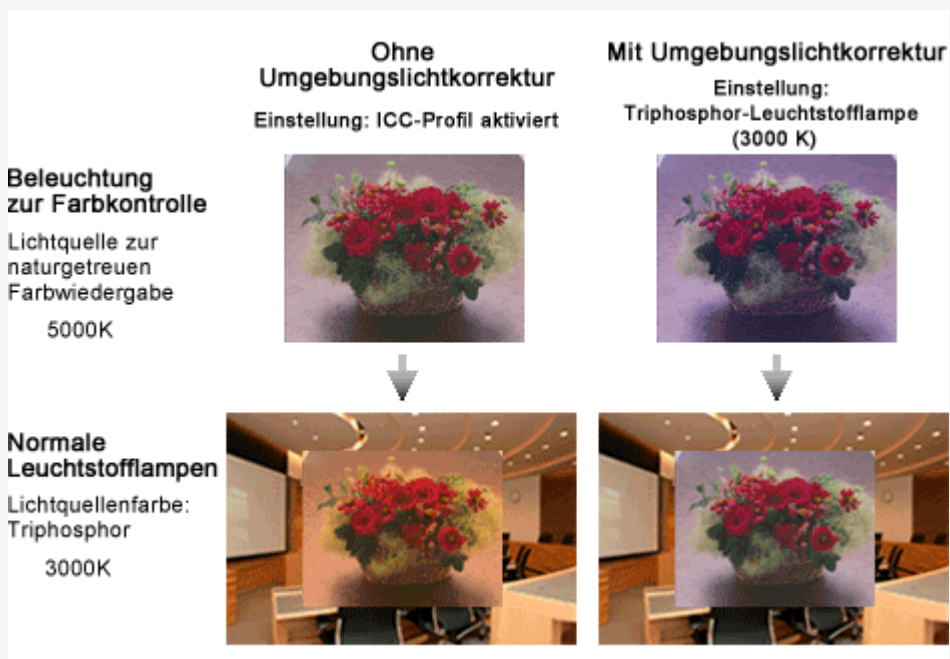 Ohne
Umgebungslichtkorrektur
Einstellung: ICC-Profil aktiviert
Mit Umgebungslichtkorrektur
Einstellung:
Triphosphor-Leuchtstofflampe
(3000 K)
Beleuchtung
zur Farbkontrolle
Lichtquelle zur
naturgetreuen
Farbwiedergabe
5000K
Normale
Leuchtstofflampen
Lichtquellenfarbe:
Triphosphor
3000K